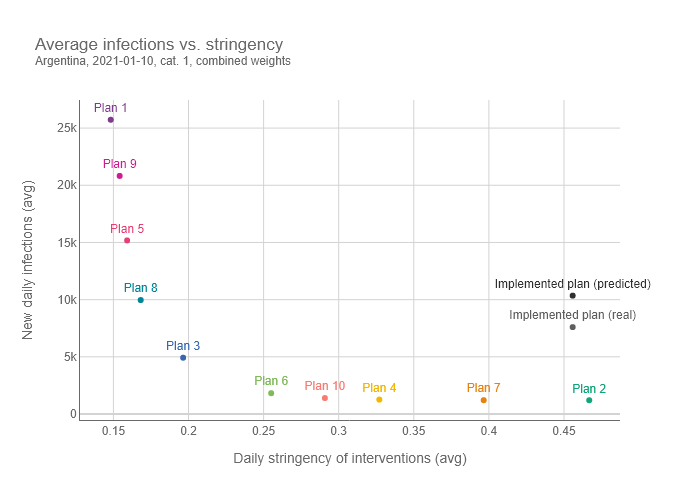 Average infections vs. stringency
Argentina, 2021-01-10, cat. 1, combined weights
Plan 1
25k
Plan 9
20k
Plan 5
15k
Plan 8
Implemented plan (predicted)
10k
Implemented plan (real)
Plan 3
5k
Plan 6
Plan 10
Plan 4
Plan 7
Plan 2
0
0.15
0.2
0.25
0.3
0.35
0.4
0.45
New daily infections (avg)
Daily stringency of interventions (avg)